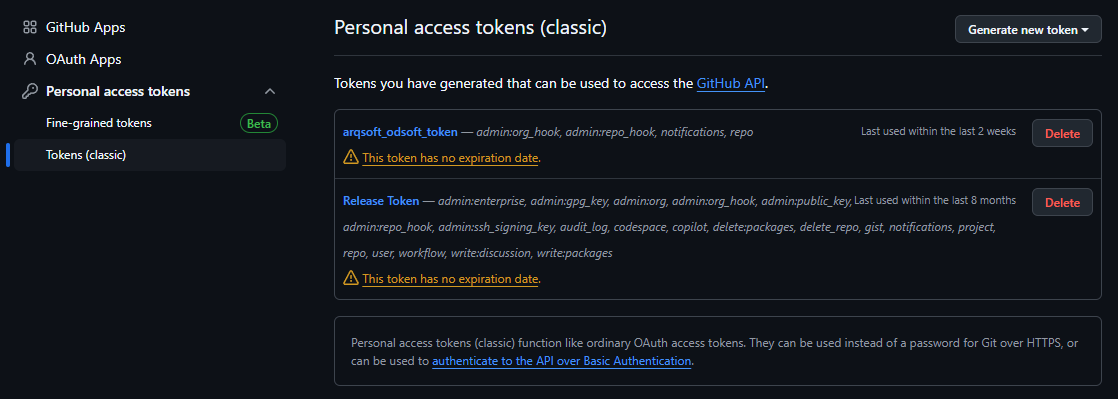 GitHub Apps
OAuth Apps
Personal access tokens
Fine-grained tokens Beta
Tokens (classic)
Personal access tokens (classic)
Generate new token
Tokens you have generated that can be used to access the GitHub API.
arqsoft_odsoft_token — admin:org_hook, admin:repo_hook, notifications, repo
Last used within the last 2 weeks
Delete
This token has no expiration date.
Release Token — admin:enterprise, admin:gpg_key, admin:org, admin:org_hook, admin:public_key,
Last used within the last 8 months
Delete
admin:repo_hook, admin:ssh_signing_key, audit_log, codespace, copilot, delete:packages, delete_repo, gist, notifications, project,
repo, user, workflow, write:discussion, write:packages
This token has no expiration date.
Personal access tokens (classic) function like ordinary OAuth access tokens. They can be used instead of a password for Git over HTTPS, or
can be used to authenticate to the API over Basic Authentication.